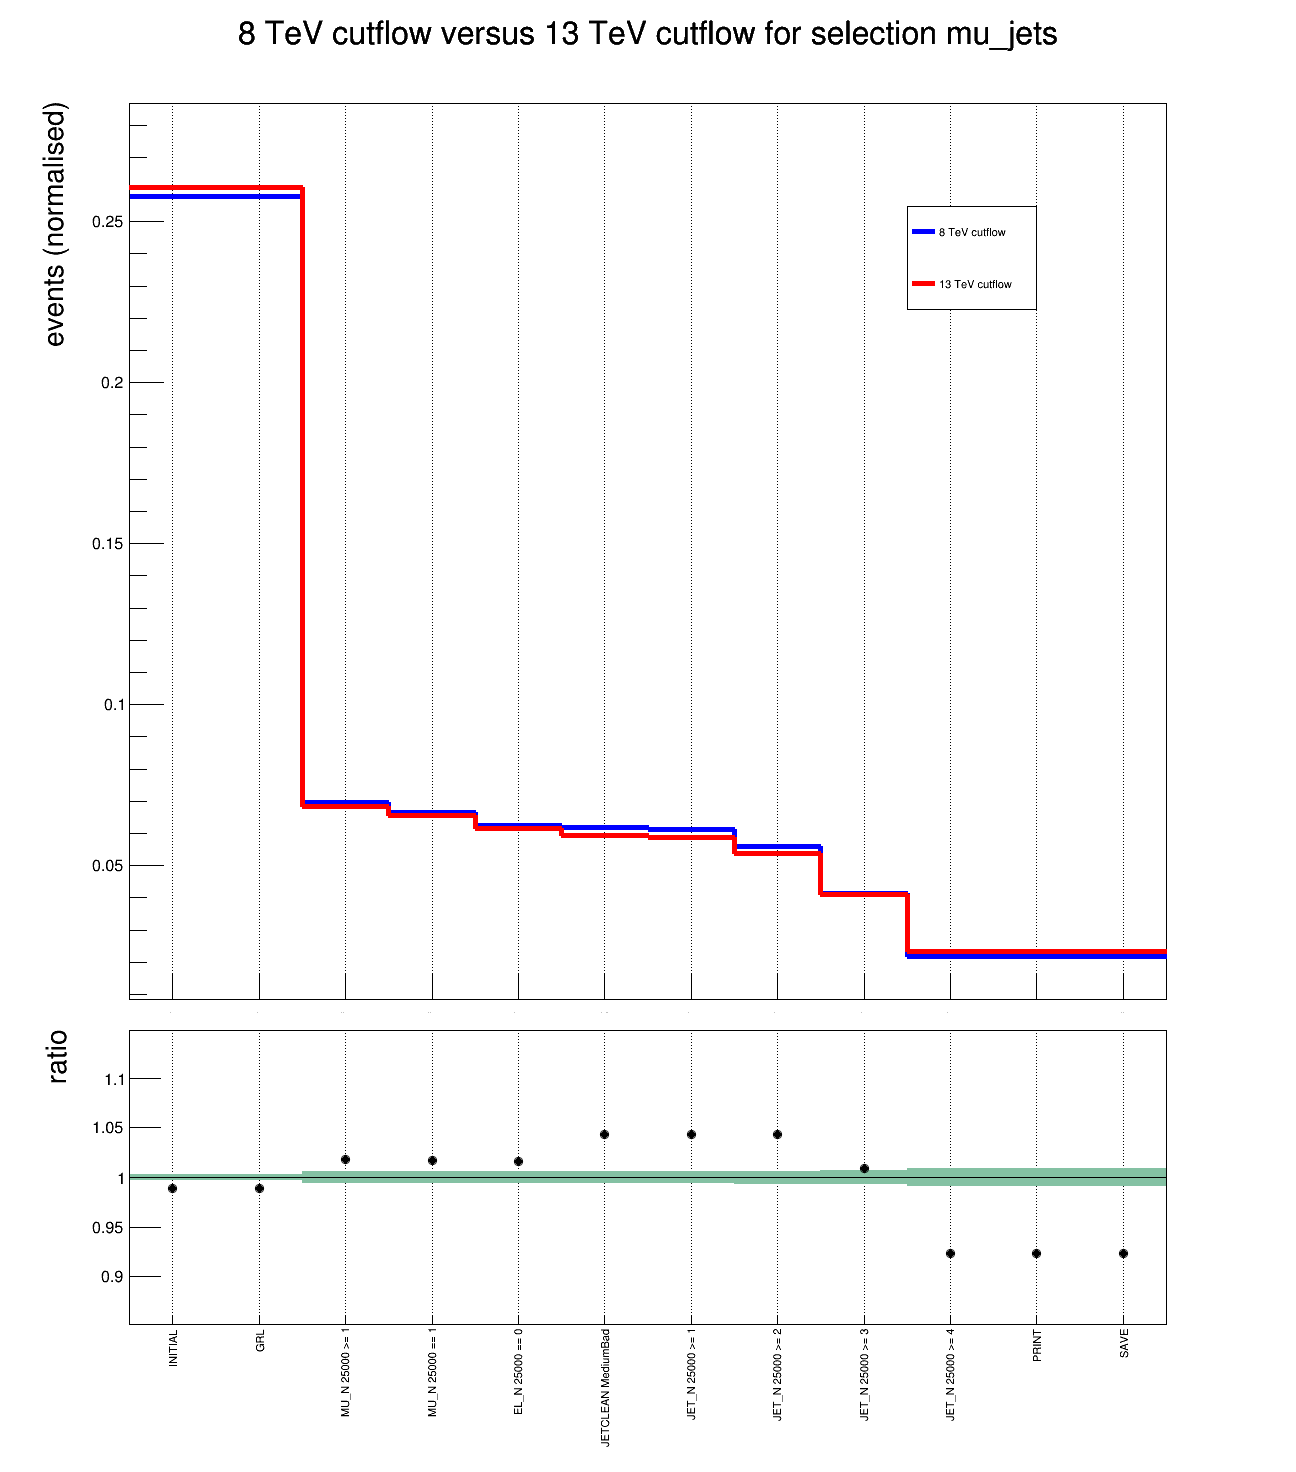 8 TeV cutflow versus 13 TeV cutflow for selection mu_jets
events (normalised)
0.25
0.2
0.15
0.1
0.05
8 TeV cutflow
13 TeV cutflow
ratio
1.1
1.05
1
0.95
0.9
INITIAL
GRL
MU_N 25000 >= 1
MU_N 25000 == 1
EL_N 25000 == 0
JETCLEAN MediumBad
JET_N 25000 >= 1
JET_N 25000 >= 2
JET_N 25000 >= 3
JET_N 25000 >= 4
PRINT
SAVE